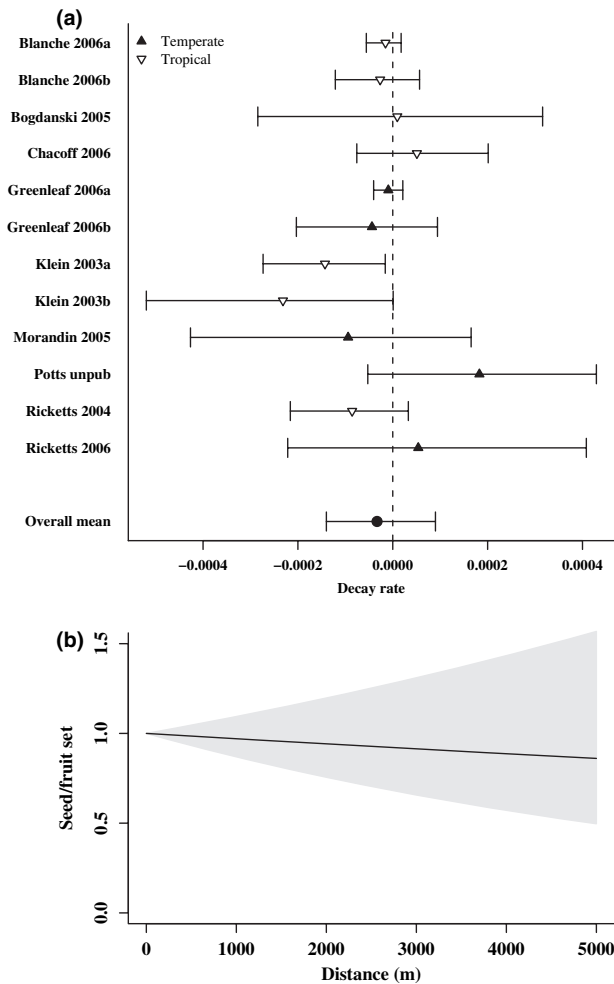 (a)
Temperate
Tropical
Blanche 2006a
Blanche 2006b
Bogdanski 2005
Chacoff 2006
Greenleaf 2006a
Greenleaf 2006b
Klein 2003a
Klein 2003b
Morandin 2005
Potts unpub
Ricketts 2004
Ricketts 2006
Overall mean
−0.0004 −0.0002 0.0000 0.0002 0.0004
Decay rate
(b)
1.5
1.0
0.5
0.0
Seed/fruit set
0 1000 2000 3000 4000 5000
Distance (m)